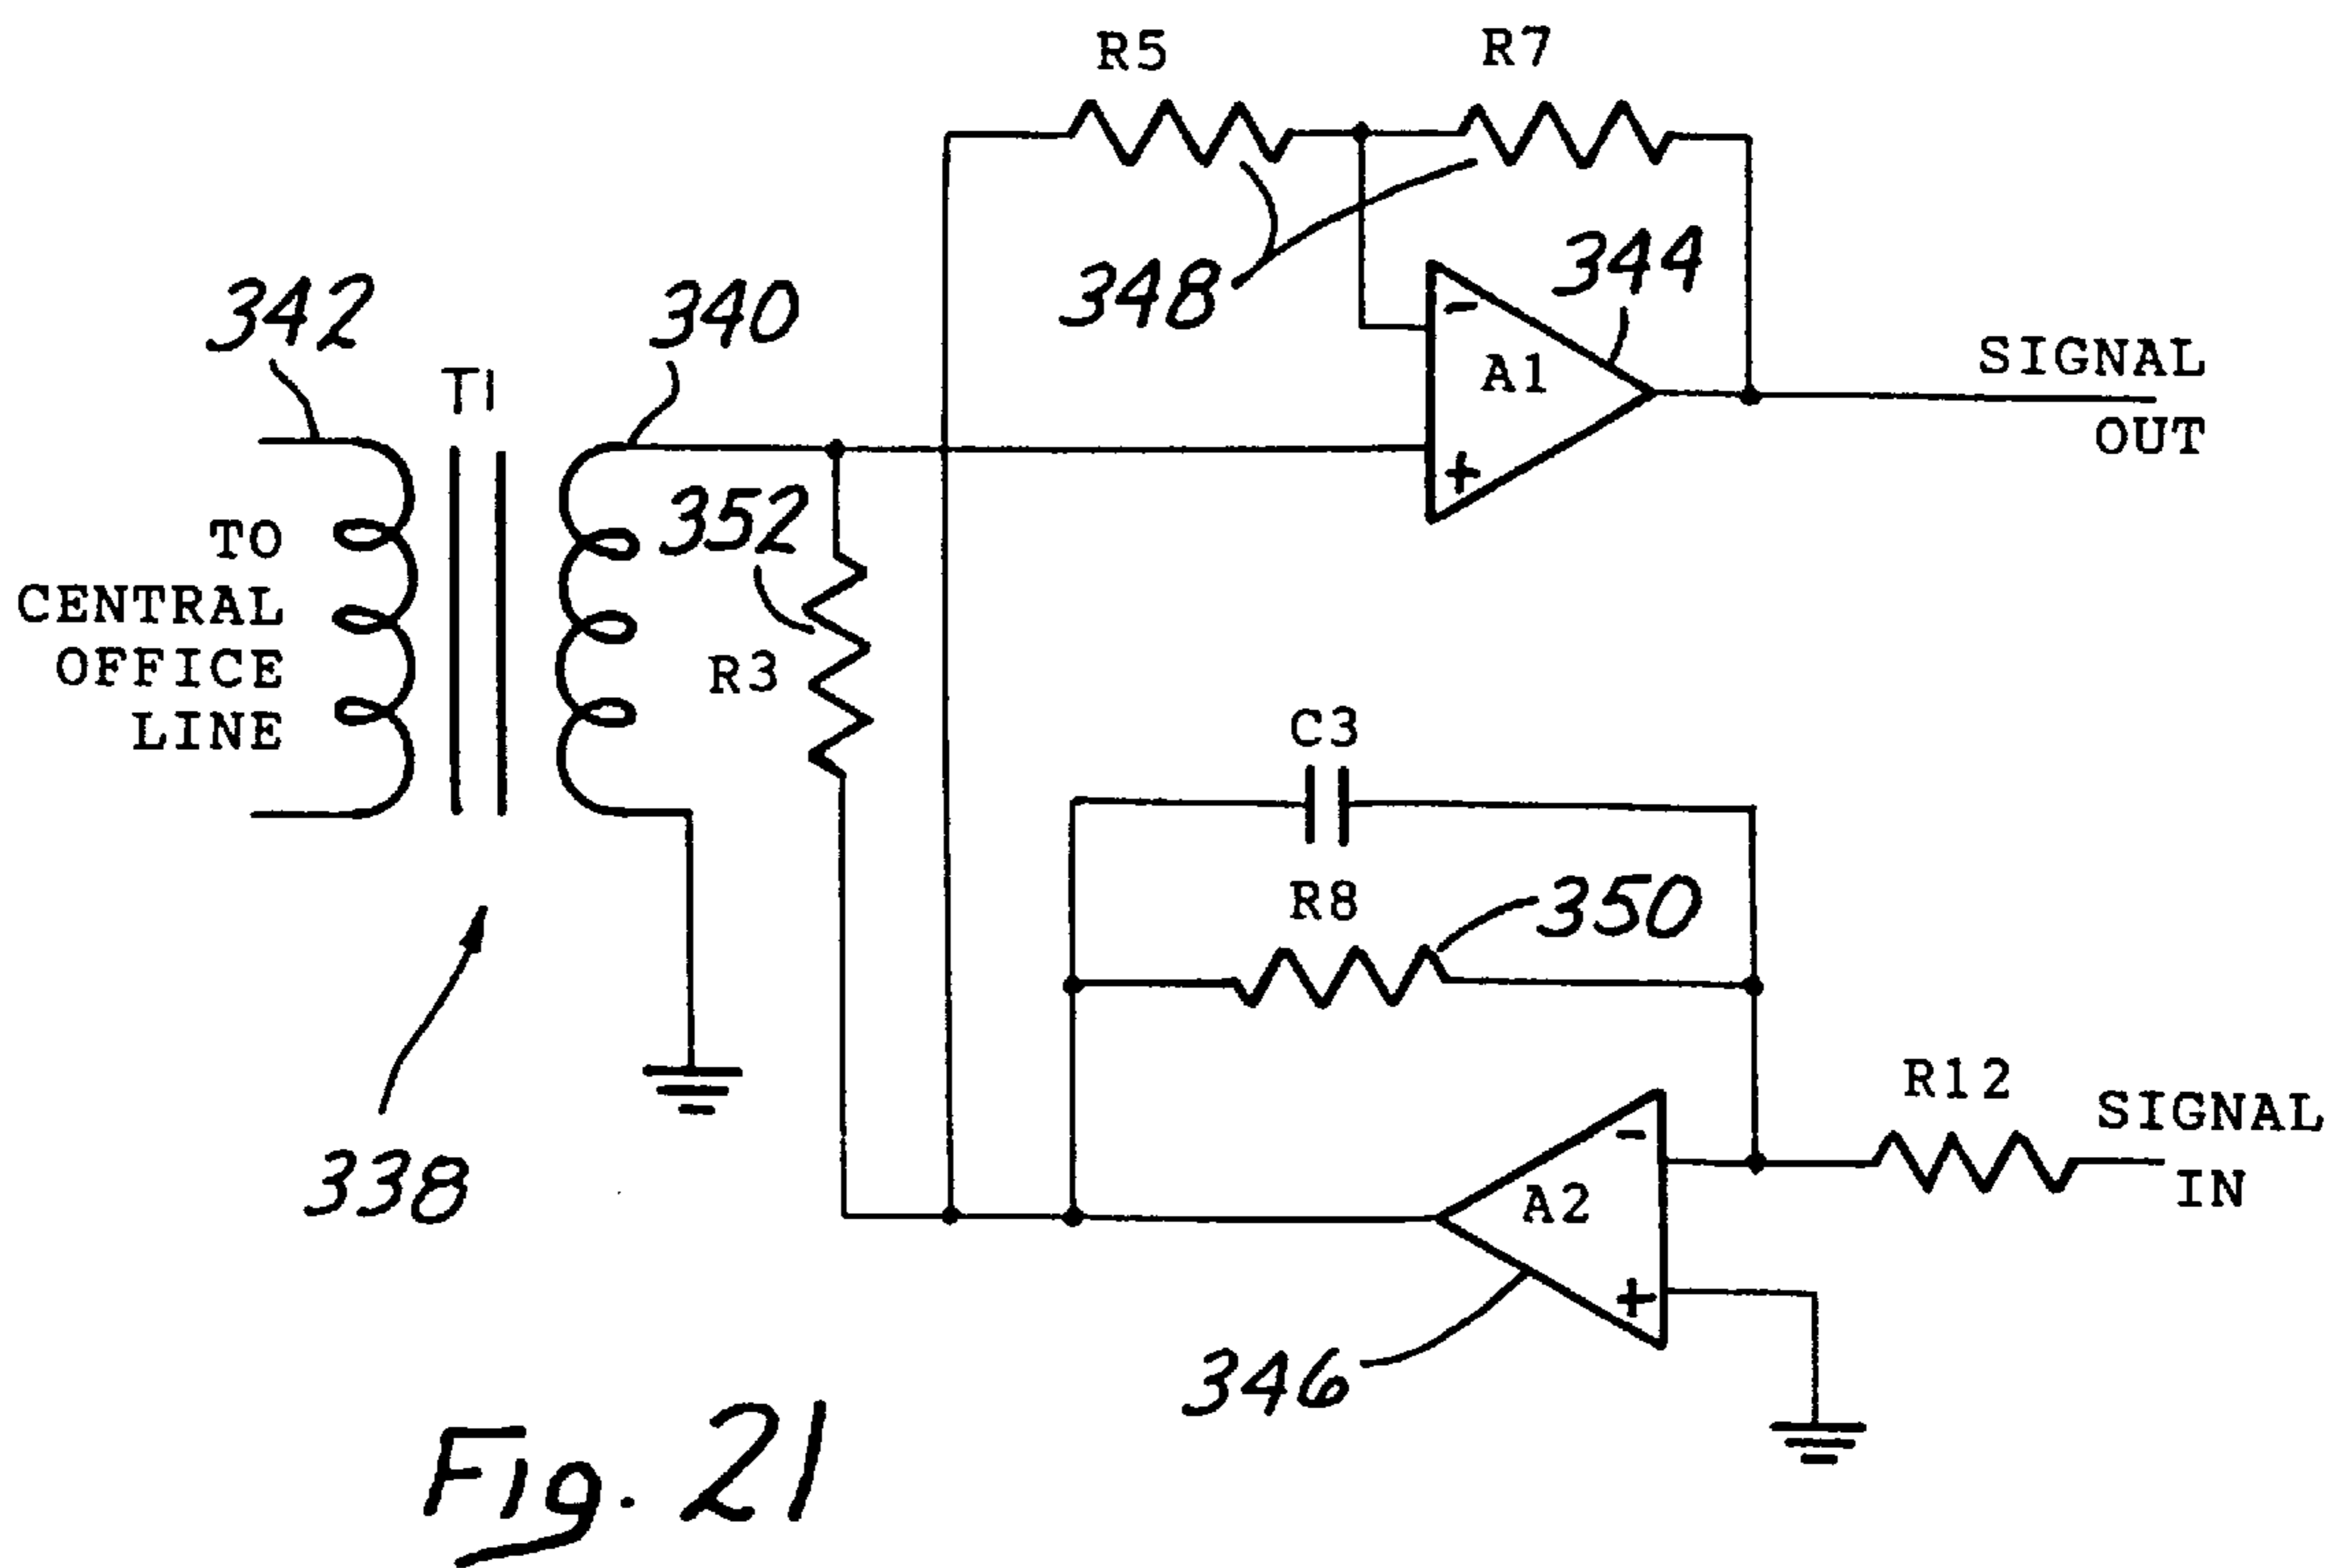 R5
R7
348
344
342
340
T1
A1
-
+
SIGNAL
OUT
352
TO
CENTRAL
OFFICE
LINE
R3
C3
R8
350
338
R12
SIGNAL
IN
-
A2
+
346
Fig. 21